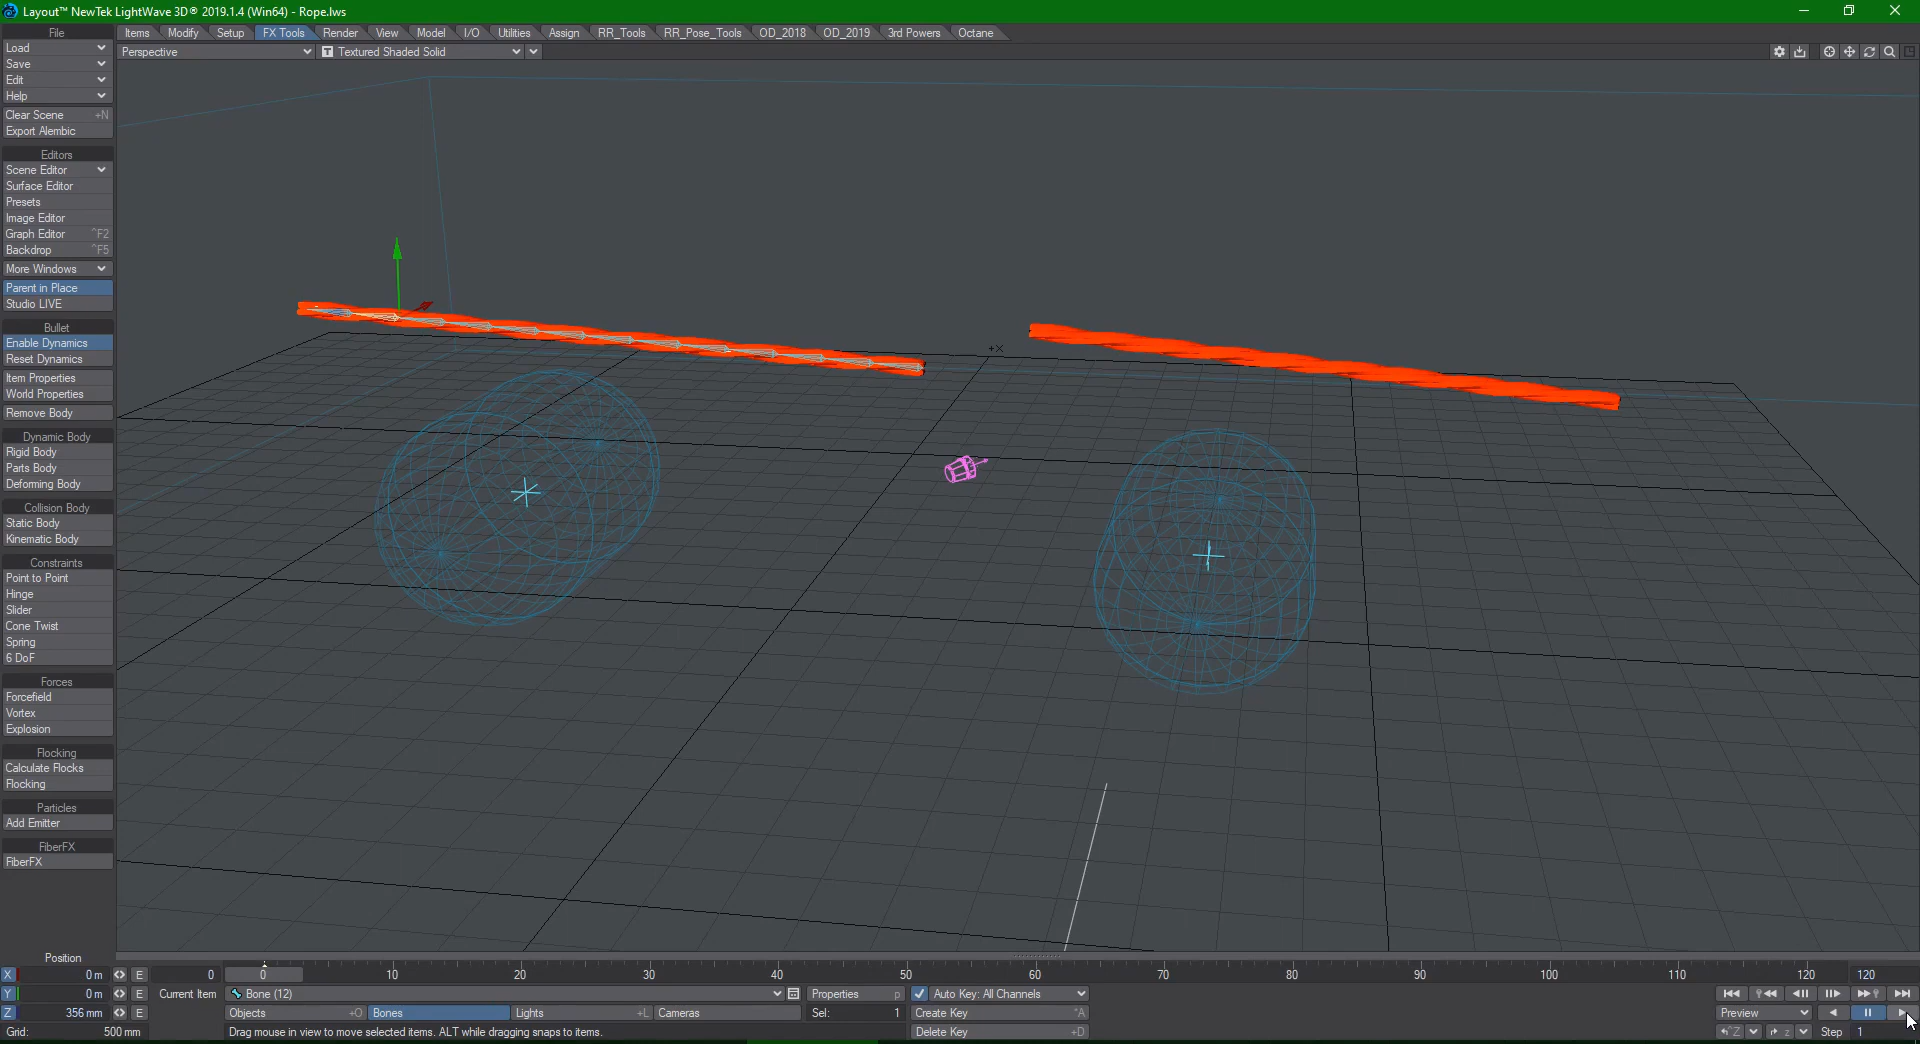 Layout™ NewTek LightWave 3D® 2019.1.4 (Win64) - Rope.lws
File Items Modify Setup FX Tools Render View Model I/O Utilities Assign RR_Tools RR_Pose_Tools OD_2018 OD_2019 3rd Powers Octane
Load Perspective T Textured Shaded Solid
Save
Edit
Help
Clear Scene +N
Export Alembic
Editors
Scene Editor
Surface Editor
Presets
Image Editor
Graph Editor ^F2
Backdrop ^F5
More Windows
Parent in Place
Studio LIVE
Bullet
Enable Dynamics
Reset Dynamics
Item Properties
World Properties
Remove Body
Dynamic Body
Rigid Body
Parts Body
Deforming Body
Collision Body
Static Body
Kinematic Body
Constraints
Point to Point
Hinge
Slider
Cone Twist
Spring
6 DoF
Forces
Forcefield
Vortex
Explosion
Flocking
Calculate Flocks
Flocking
Particles
Add Emitter
FiberFX
FiberFX
+X
Position
X 0 m E 0 0 10 20 30 40 50 60 70 80 90 100 110 120 120
Y 0 m E Current Item Bone (12) Properties p Auto Key: All Channels
Z 356 mm E Objects +O Bones Lights +L Cameras Sel: 1 Create Key ^A Preview
Grid: 500 mm Drag mouse in view to move selected items. ALT while dragging snaps to items. Delete Key +D ^Z z Step 1